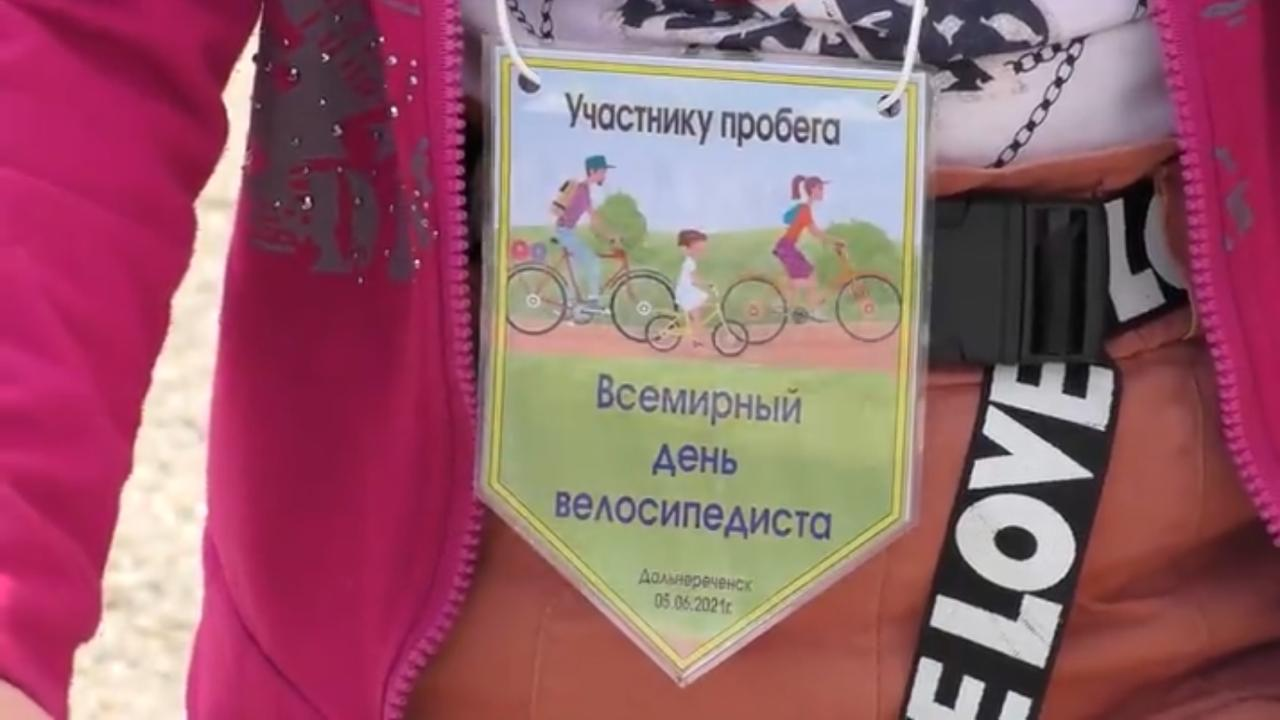 Участнику пробега
Всемирный
день
велосипедиста
Дальнереченск
05.06.2021г.
LOVE